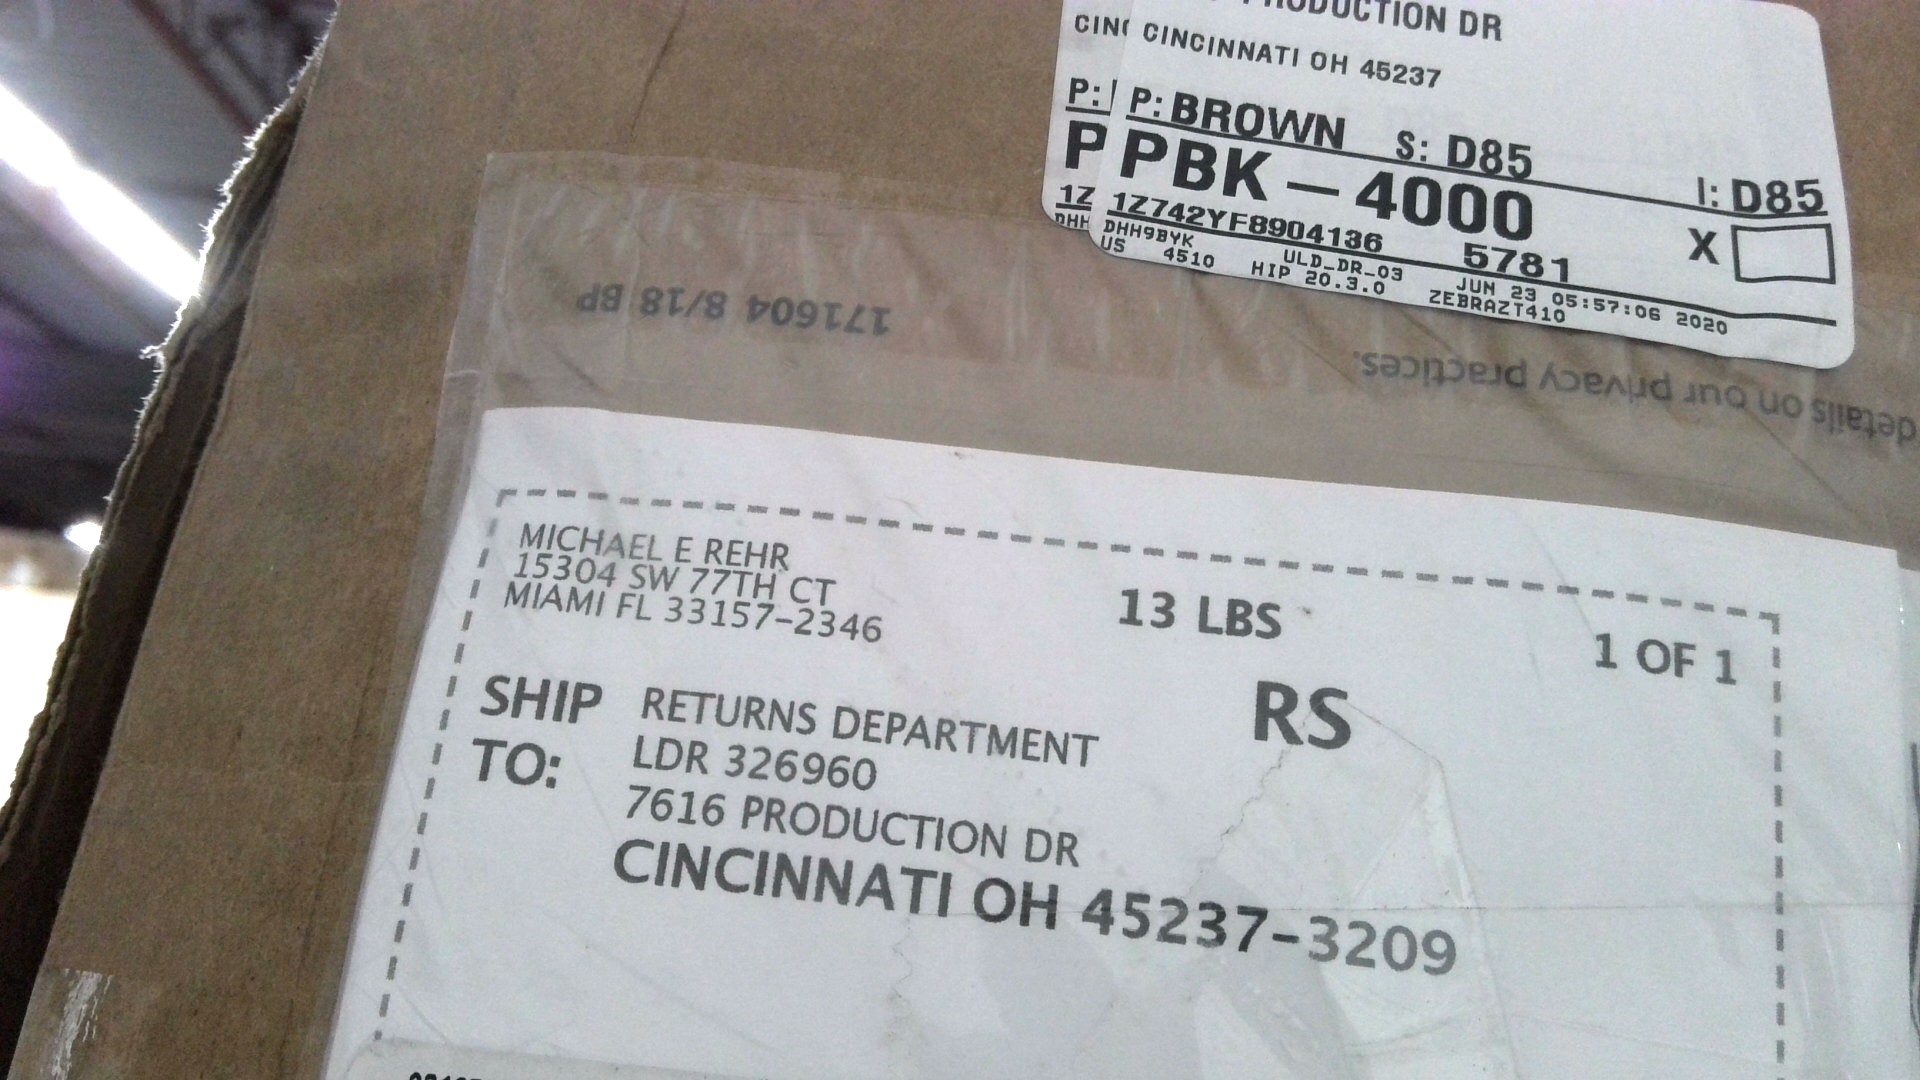 PRODUCTION DR
CINCINNATI OH 45237
P: BROWN S: D85 I: D85
PBK - 4000
X
1Z742YF8904136 5781
DHH9BYK ULD_DR_03 JUN 23 05:57:06 2020
US 4510 HIP 20.3.0 ZEBRAZT410
171604 8/18 BP
details on our privacy practices.
MICHAEL E REHR
15304 SW 77TH CT
MIAMI FL 33157-2346
13 LBS
1 OF 1
RS
SHIP TO:
RETURNS DEPARTMENT
LDR 326960
7616 PRODUCTION DR
CINCINNATI OH 45237-3209